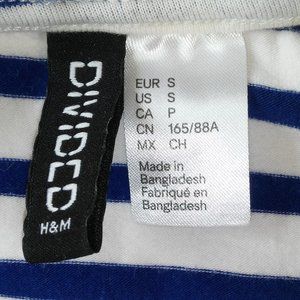 DIVIDED
H&M
EUR S
US S
CA P
CN 165/88A
MX CH
Made in
Bangladesh
Fabriqué en
Bangladesh